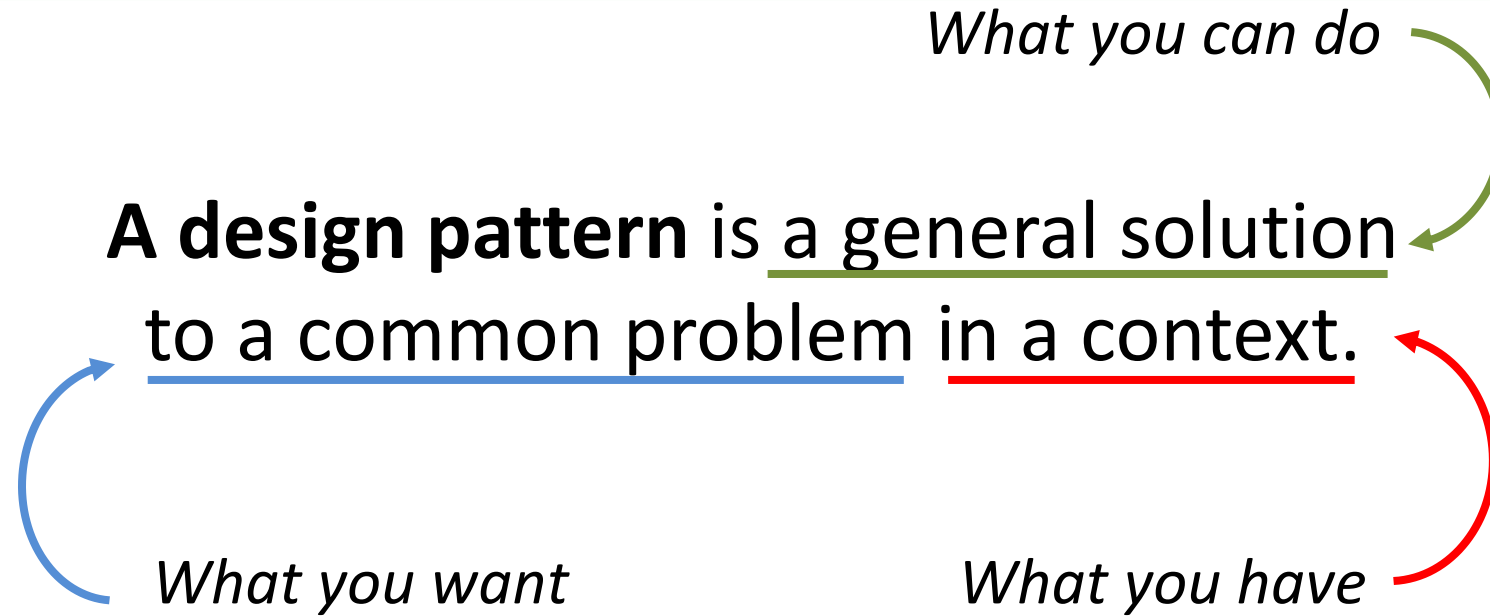 What you can do
A design pattern is a general solution
to a common problem in a context.
What you want
What you have